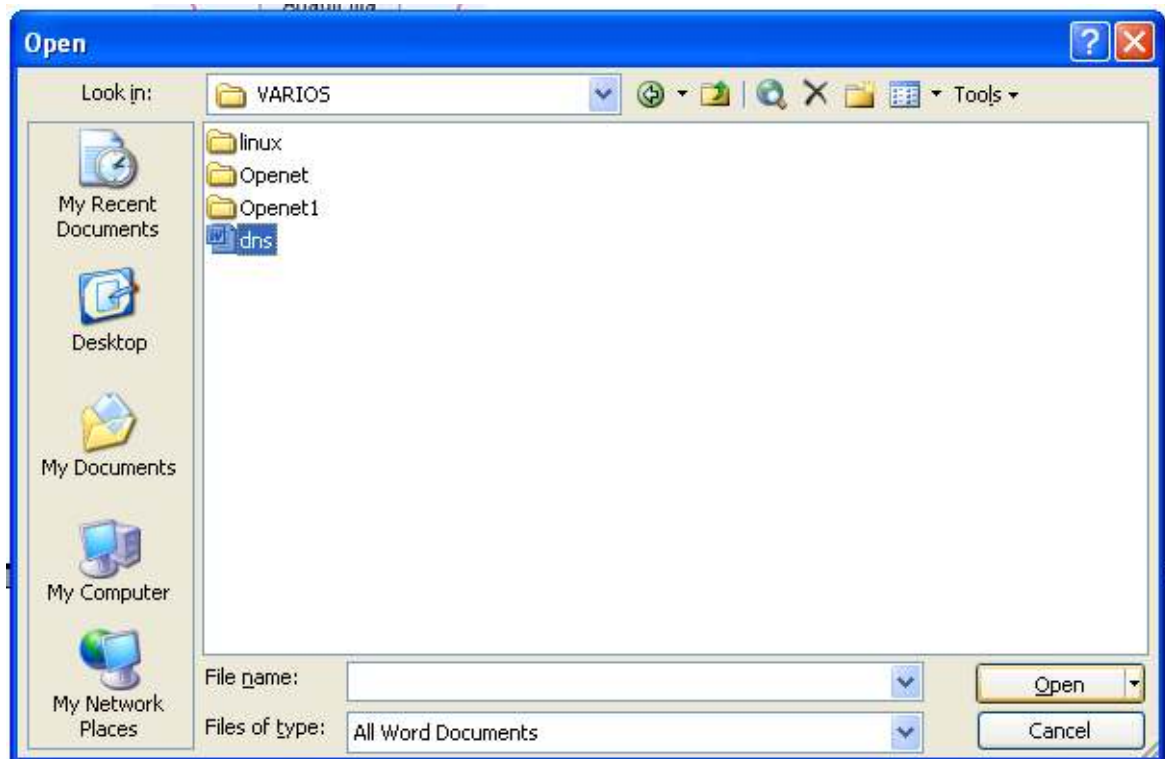 Open
Look in:
VARIOS
Tools
linux
Openet
Openet1
dns
My Recent
Documents
Desktop
My Documents
My Computer
My Network
Places
File name:
Open
Files of type:
All Word Documents
Cancel